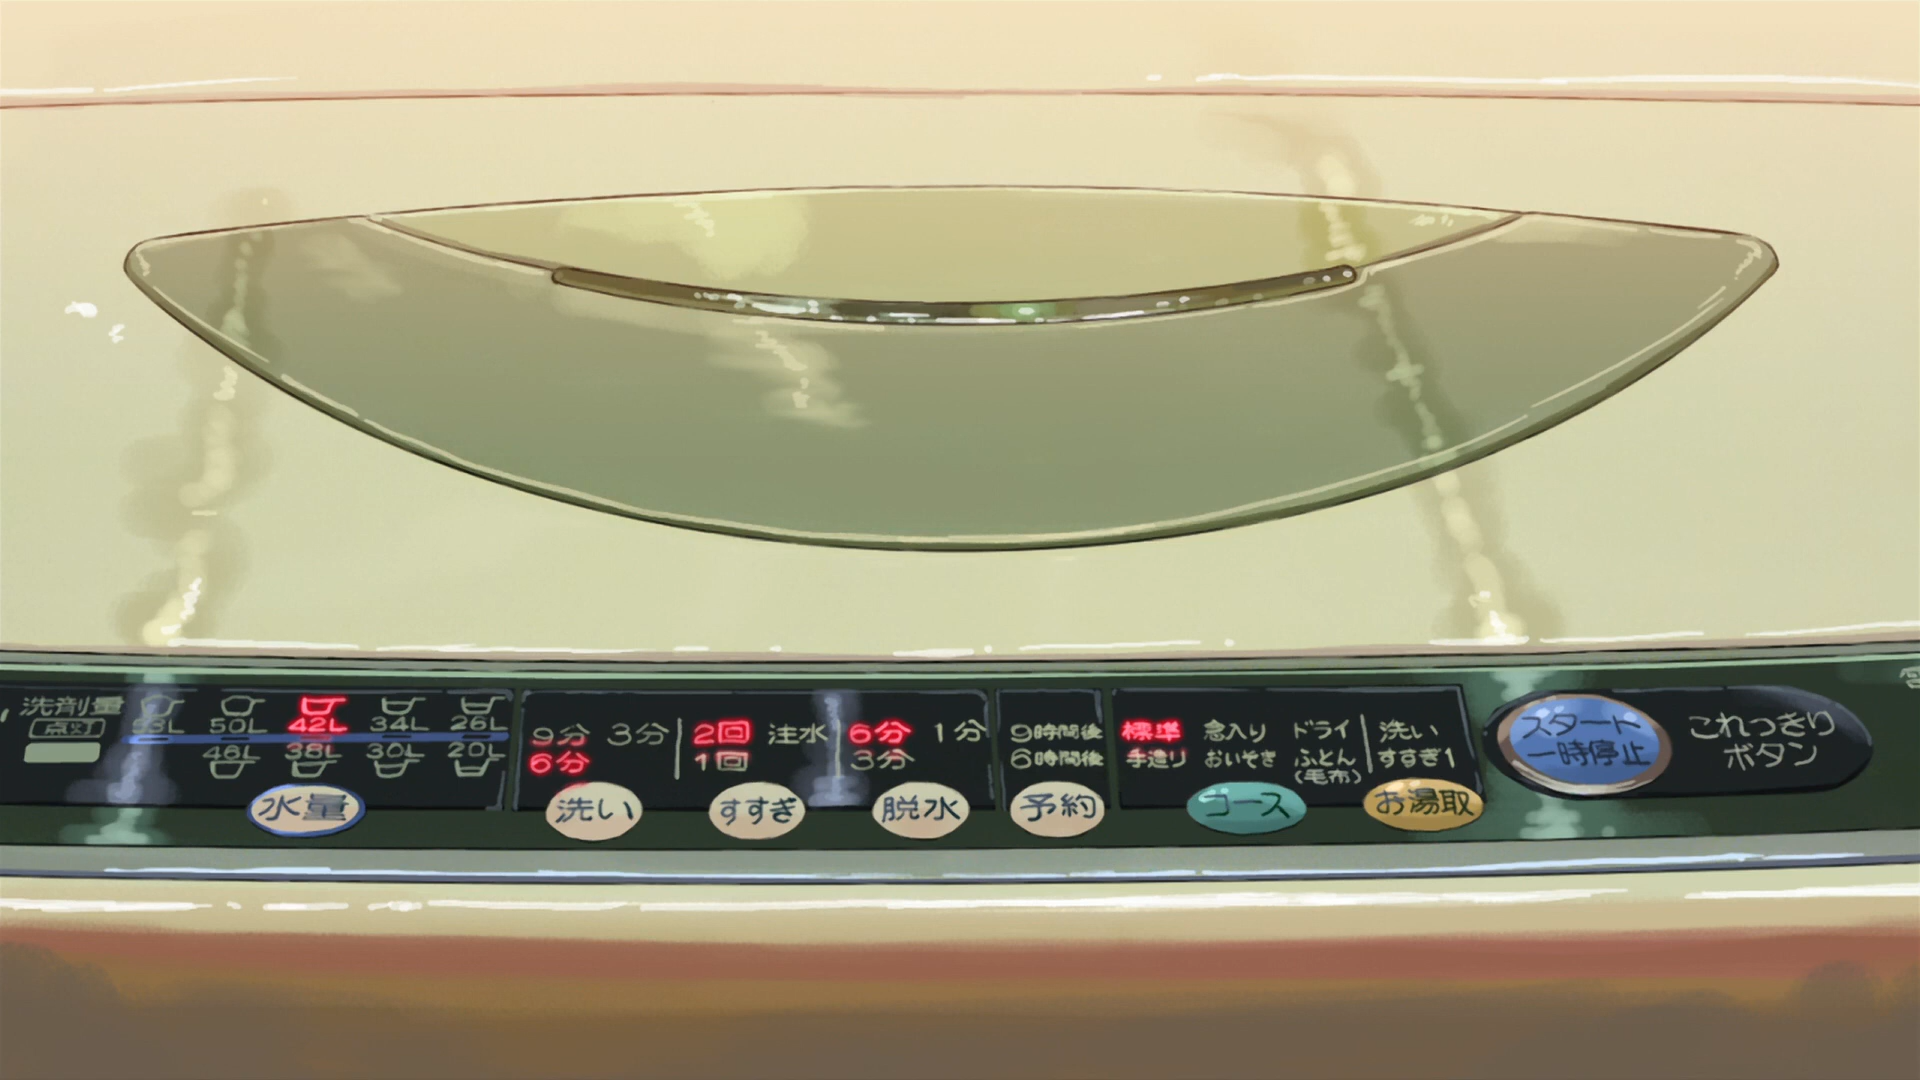 洗剤量
点灯
53L 50L 42L 34L 26L
46L 38L 30L 20L
水量
9分 3分
6分
洗い
2回 注水
1回
すすぎ
6分 1分
3分
脱水
9時間後
6時間後
予約
標準 念入り ドライ
手造り おいそぎ ふとん
(毛布)
コース
洗い
すすぎ1
お湯取
スタート
一時停止
これっきり
ボタン